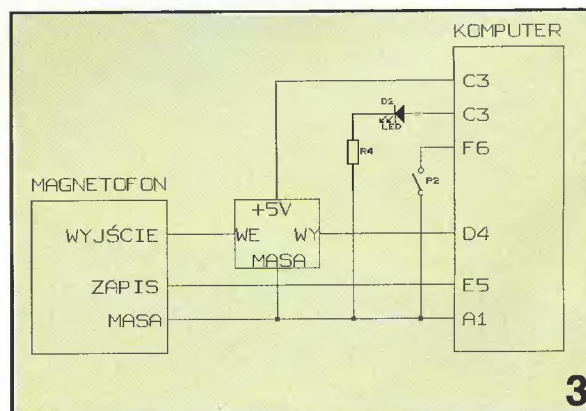 KOMPUTER
C3
D2
LED
C3
R4
F6
P2
MAGNETOFON
+5V
WYJŚCIE
WE WY
D4
MASA
ZAPIS
E5
MASA
A1
3